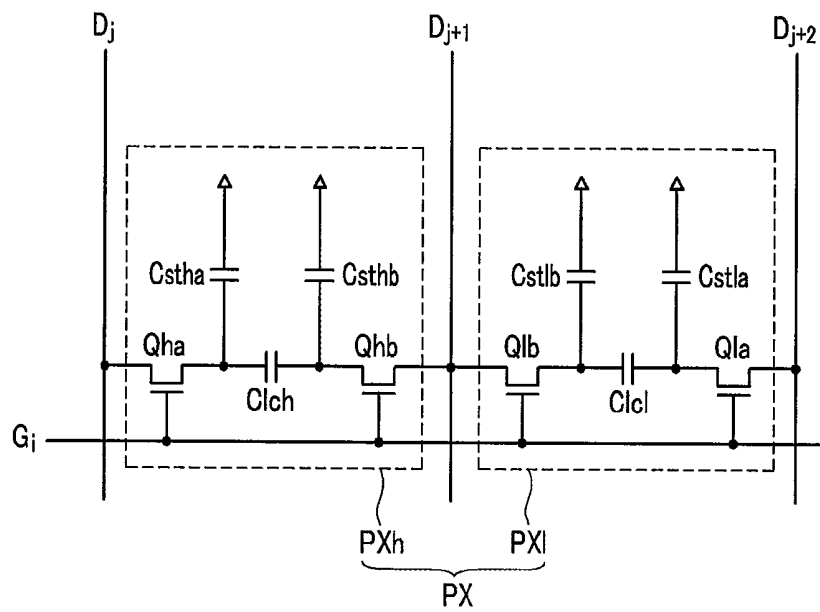 Dj
Dj+1
Dj+2
Cstha
Csthb
Cstlb
Cstla
Qha
Qhb
Qlb
Qla
Clch
Clcl
Gi
PXh
PXl
PX